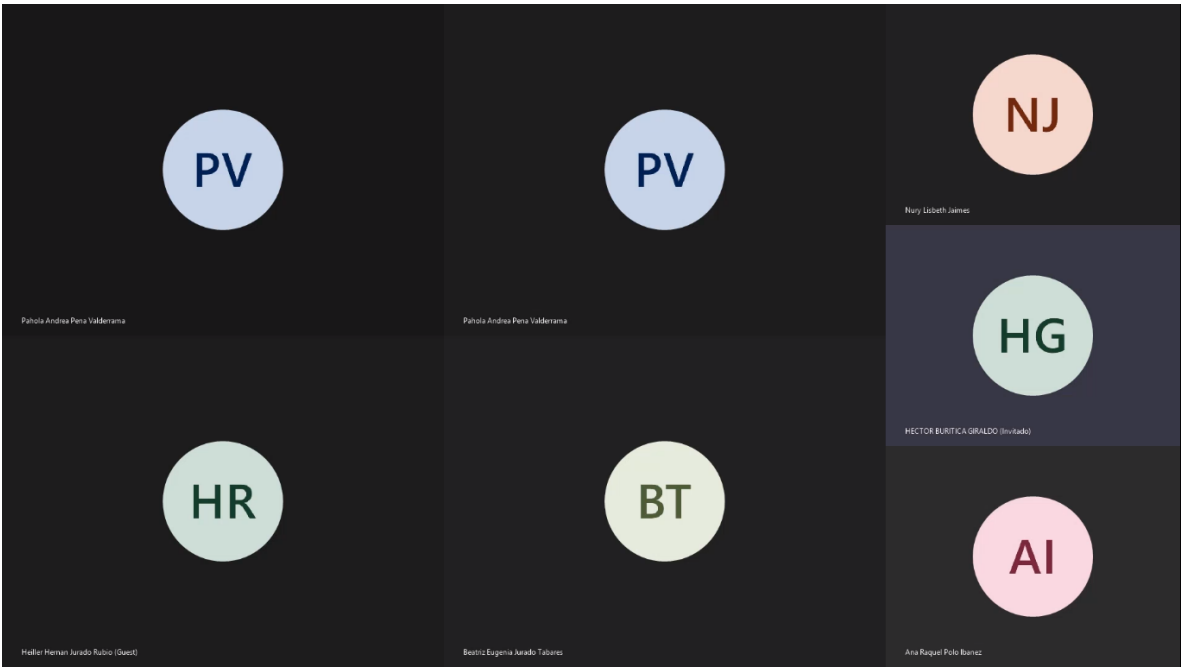 PV
Pahola Andrea Pena Valderrama
PV
Pahola Andrea Pena Valderrama
NJ
Nury Lisbeth Jaimes
HG
HECTOR BURITICA GIRALDO (Invitado)
HR
Heiller Hernan Jurado Rubio (Guest)
BT
Beatriz Eugenia Jurado Tabares
AI
Ana Raquel Polo Ibanez